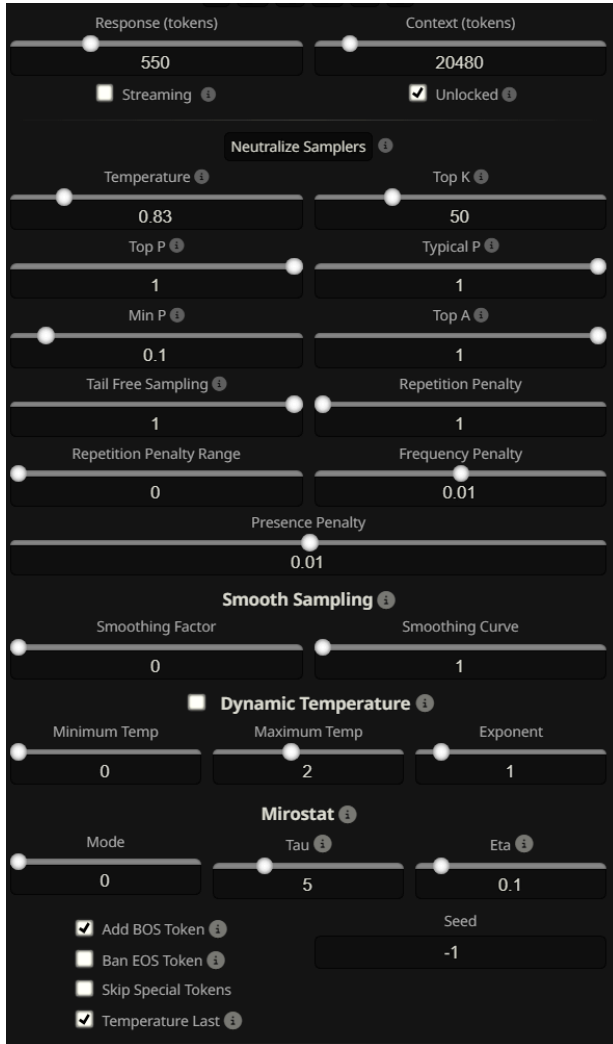 Response (tokens) Context (tokens)
550 20480
Streaming Unlocked
Neutralize Samplers
Temperature Top K
0.83 50
Top P Typical P
1 1
Min P Top A
0.1 1
Tail Free Sampling Repetition Penalty
1 1
Repetition Penalty Range Frequency Penalty
0 0.01
Presence Penalty
0.01
Smooth Sampling
Smoothing Factor Smoothing Curve
0 1
Dynamic Temperature
Minimum Temp Maximum Temp Exponent
0 2 1
Mirostat
Mode Tau Eta
0 5 0.1
Add BOS Token Seed
Ban EOS Token -1
Skip Special Tokens
Temperature Last